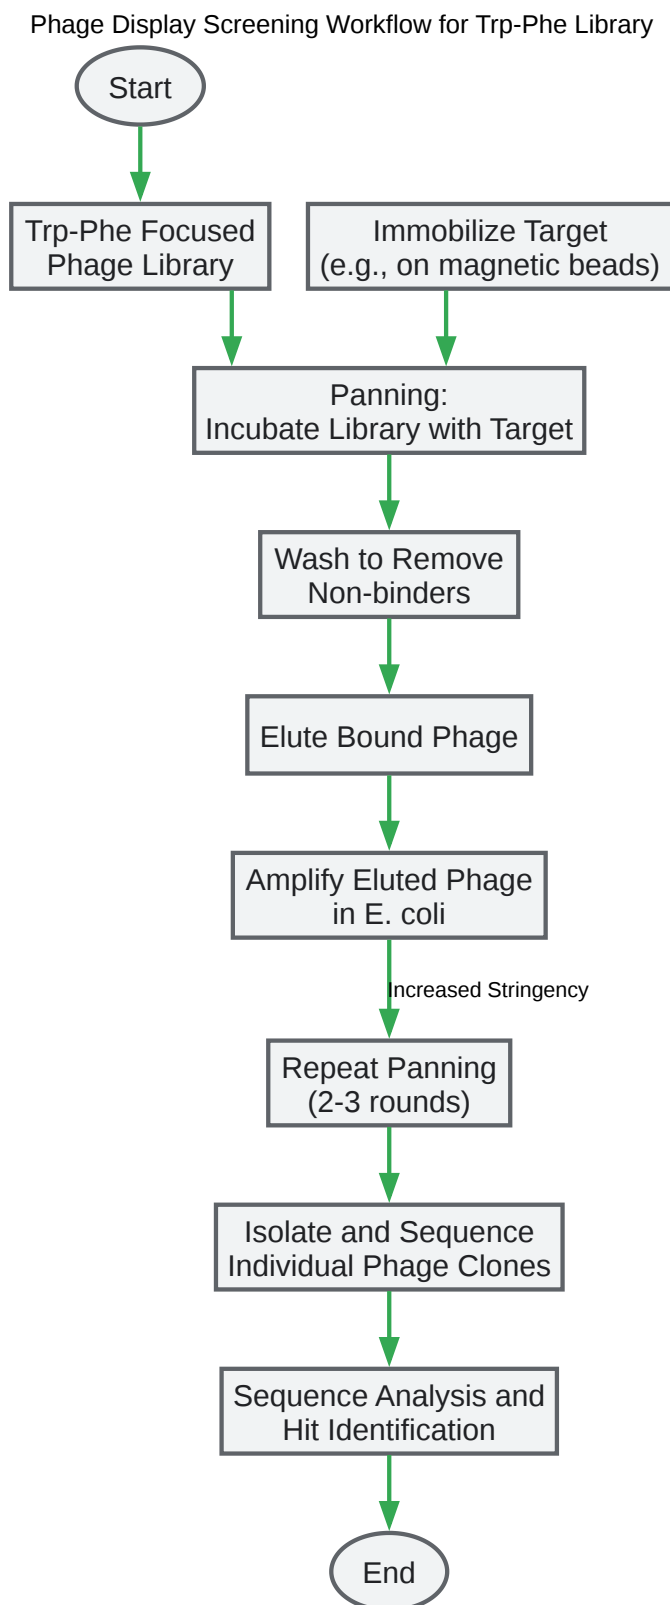 Phage Display Screening Workflow for Trp-Phe Library
Start
Trp-Phe Focused
Phage Library
Immobilize Target
(e.g., on magnetic beads)
Panning:
Incubate Library with Target
Wash to Remove
Non-binders
Elute Bound Phage
Amplify Eluted Phage
in E. coli
Increased Stringency
Repeat Panning
(2-3 rounds)
Isolate and Sequence
Individual Phage Clones
Sequence Analysis and
Hit Identification
End